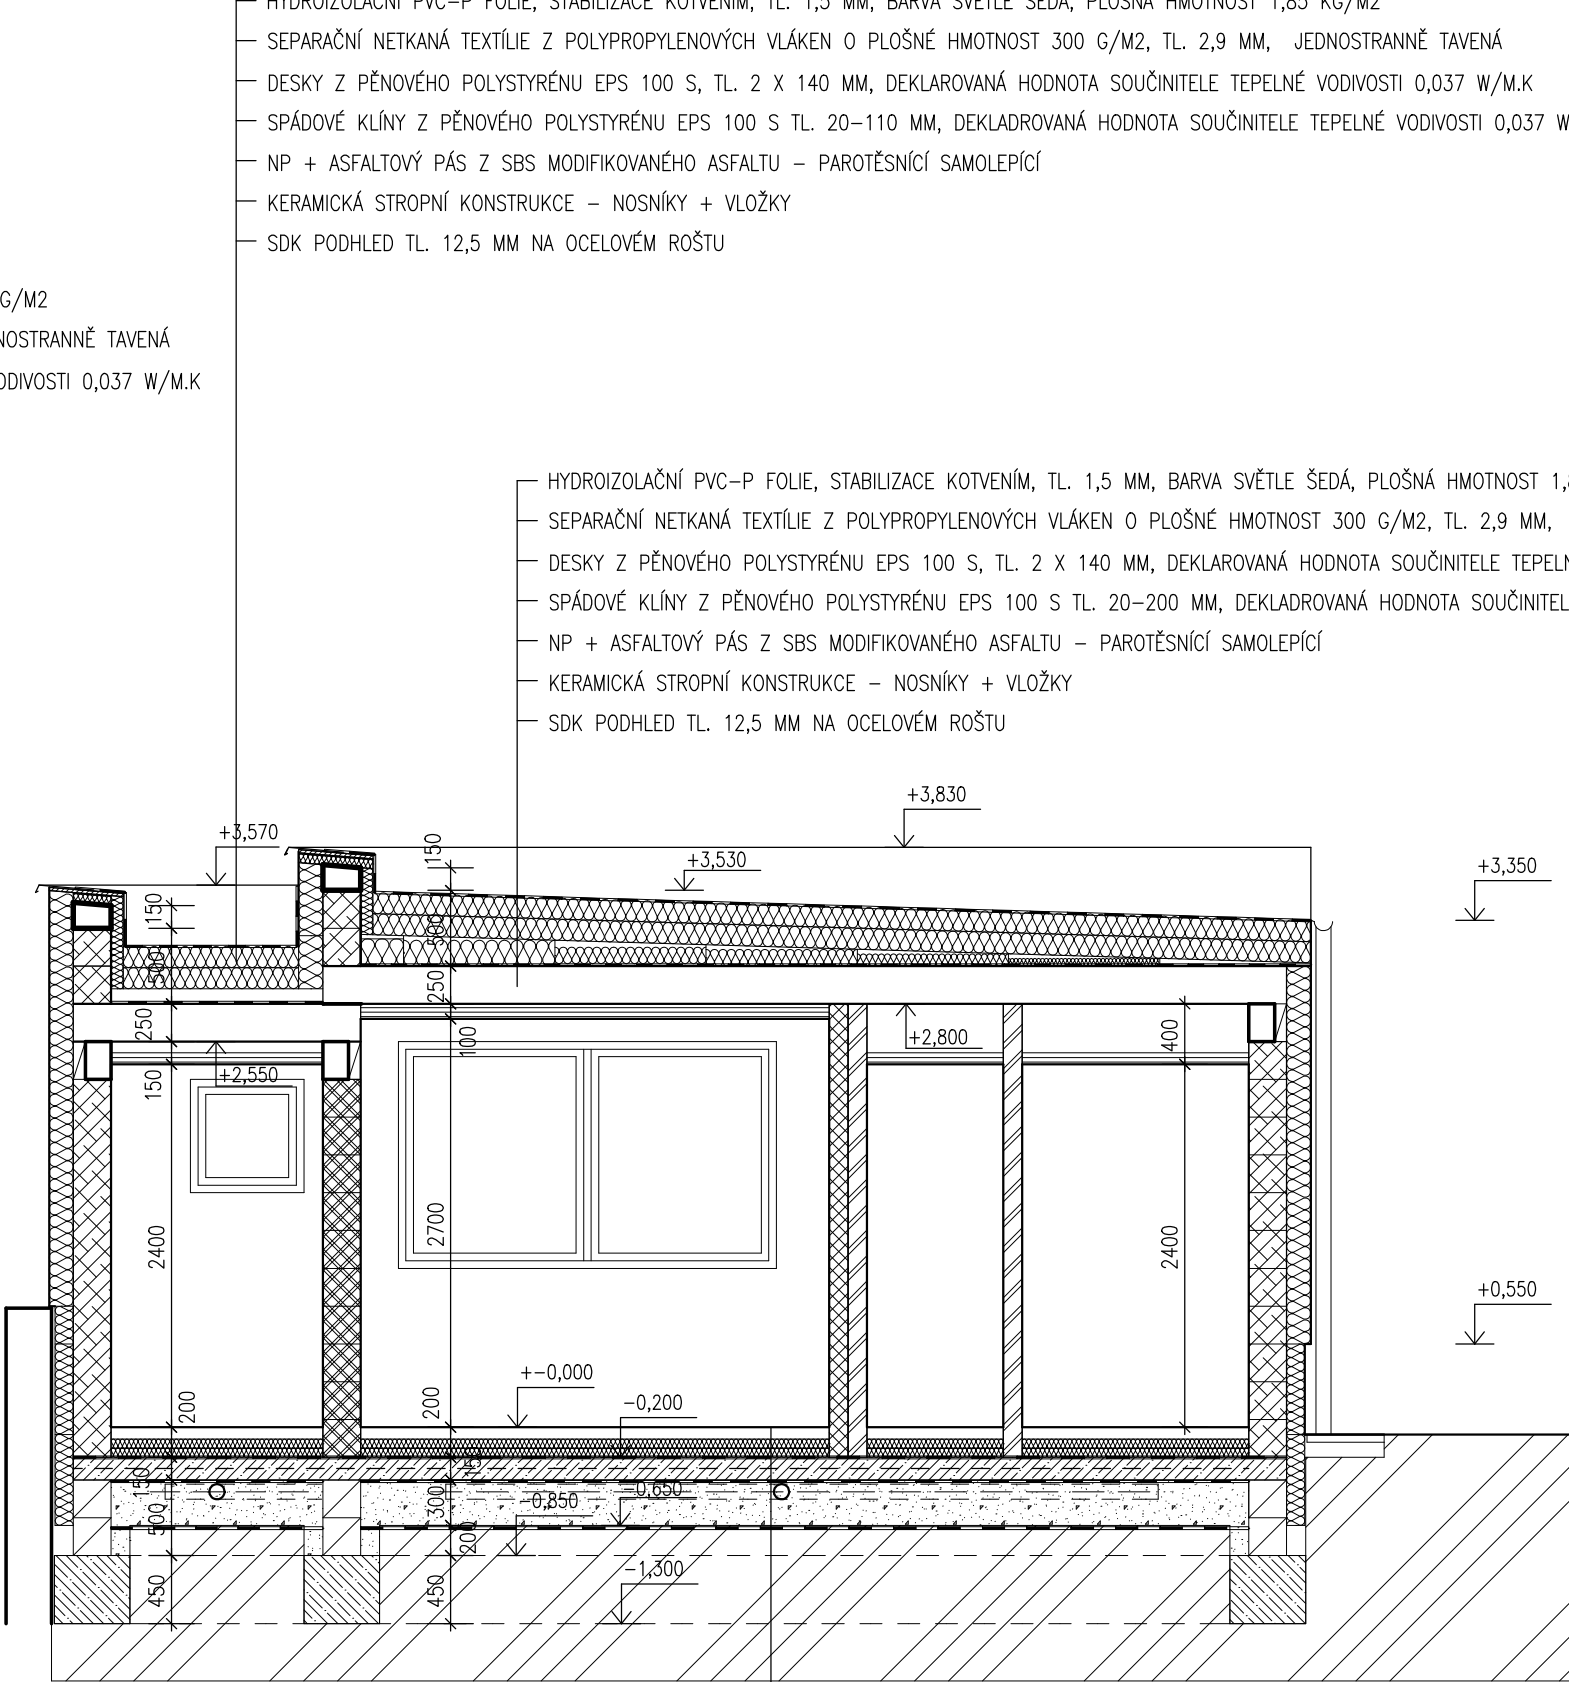 HYDROIZOLAČNÍ PVC-P FOLIE, STABILIZACE KOTVENÍM, TL. 1,5 MM, BARVA SVĚTLE ŠEDÁ, PLOŠNÁ HMOTNOST 1,85 KG/M2
SEPARAČNÍ NETKANÁ TEXTÍLIE Z POLYPROPYLENOVÝCH VLÁKEN O PLOŠNÉ HMOTNOST 300 G/M2, TL. 2,9 MM, JEDNOSTRANNĚ TAVENÁ
DESKY Z PĚNOVÉHO POLYSTYRÉNU EPS 100 S, TL. 2 X 140 MM, DEKLAROVANÁ HODNOTA SOUČINITELE TEPELNÉ VODIVOSTI 0,037 W/M.K
SPÁDOVÉ KLÍNY Z PĚNOVÉHO POLYSTYRÉNU EPS 100 S TL. 20-110 MM, DEKLADROVANÁ HODNOTA SOUČINITELE TEPELNÉ VODIVOSTI 0,037 W
NP + ASFALTOVÝ PÁS Z SBS MODIFIKOVANÉHO ASFALTU - PAROTĚSNÍCÍ SAMOLEPÍCÍ
KERAMICKÁ STROPNÍ KONSTRUKCE - NOSNÍKY + VLOŽKY
SDK PODHLED TL. 12,5 MM NA OCELOVÉM ROŠTU
G/M2
NOSTRANNĚ TAVENÁ
ODIVOSTI 0,037 W/M.K
HYDROIZOLAČNÍ PVC-P FOLIE, STABILIZACE KOTVENÍM, TL. 1,5 MM, BARVA SVĚTLE ŠEDÁ, PLOŠNÁ HMOTNOST 1,8
SEPARAČNÍ NETKANÁ TEXTÍLIE Z POLYPROPYLENOVÝCH VLÁKEN O PLOŠNÉ HMOTNOST 300 G/M2, TL. 2,9 MM,
DESKY Z PĚNOVÉHO POLYSTYRÉNU EPS 100 S, TL. 2 X 140 MM, DEKLAROVANÁ HODNOTA SOUČINITELE TEPELN
SPÁDOVÉ KLÍNY Z PĚNOVÉHO POLYSTYRÉNU EPS 100 S TL. 20-200 MM, DEKLADROVANÁ HODNOTA SOUČINITEL
NP + ASFALTOVÝ PÁS Z SBS MODIFIKOVANÉHO ASFALTU - PAROTĚSNÍCÍ SAMOLEPÍCÍ
KERAMICKÁ STROPNÍ KONSTRUKCE - NOSNÍKY + VLOŽKY
SDK PODHLED TL. 12,5 MM NA OCELOVÉM ROŠTU
+3,830
+3,570
150
+3,530
+3,350
150
500
500
250
250
100
+2,800
400
150
+2,550
2400
2700
2400
+0,550
+-0,000
200
200
-0,200
150
150
500
300
-0,850
-0,650
200
450
450
-1,300